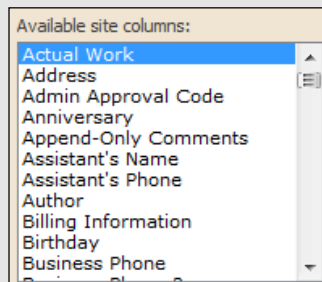 Available site columns:
Actual Work
Address
Admin Approval Code
Anniversary
Append-Only Comments
Assistant's Name
Assistant's Phone
Author
Billing Information
Birthday
Business Phone